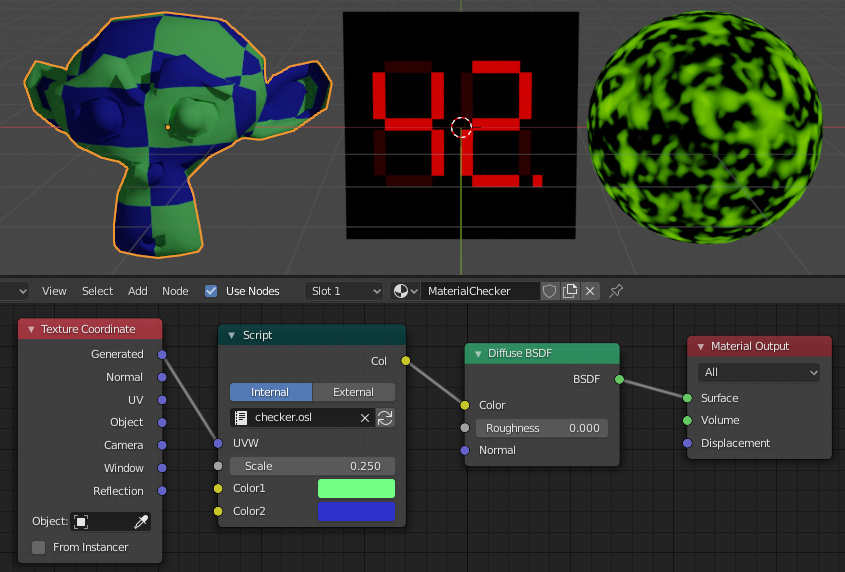 42.
View Select Add Node Use Nodes Slot 1 MaterialChecker
Texture Coordinate
Generated
Normal
UV
Object
Camera
Window
Reflection
Object:
From Instancer
Script
Col
Internal External
checker.osl
UVW
Scale 0.250
Color1
Color2
Diffuse BSDF
BSDF
Color
Roughness 0.000
Normal
Material Output
All
Surface
Volume
Displacement